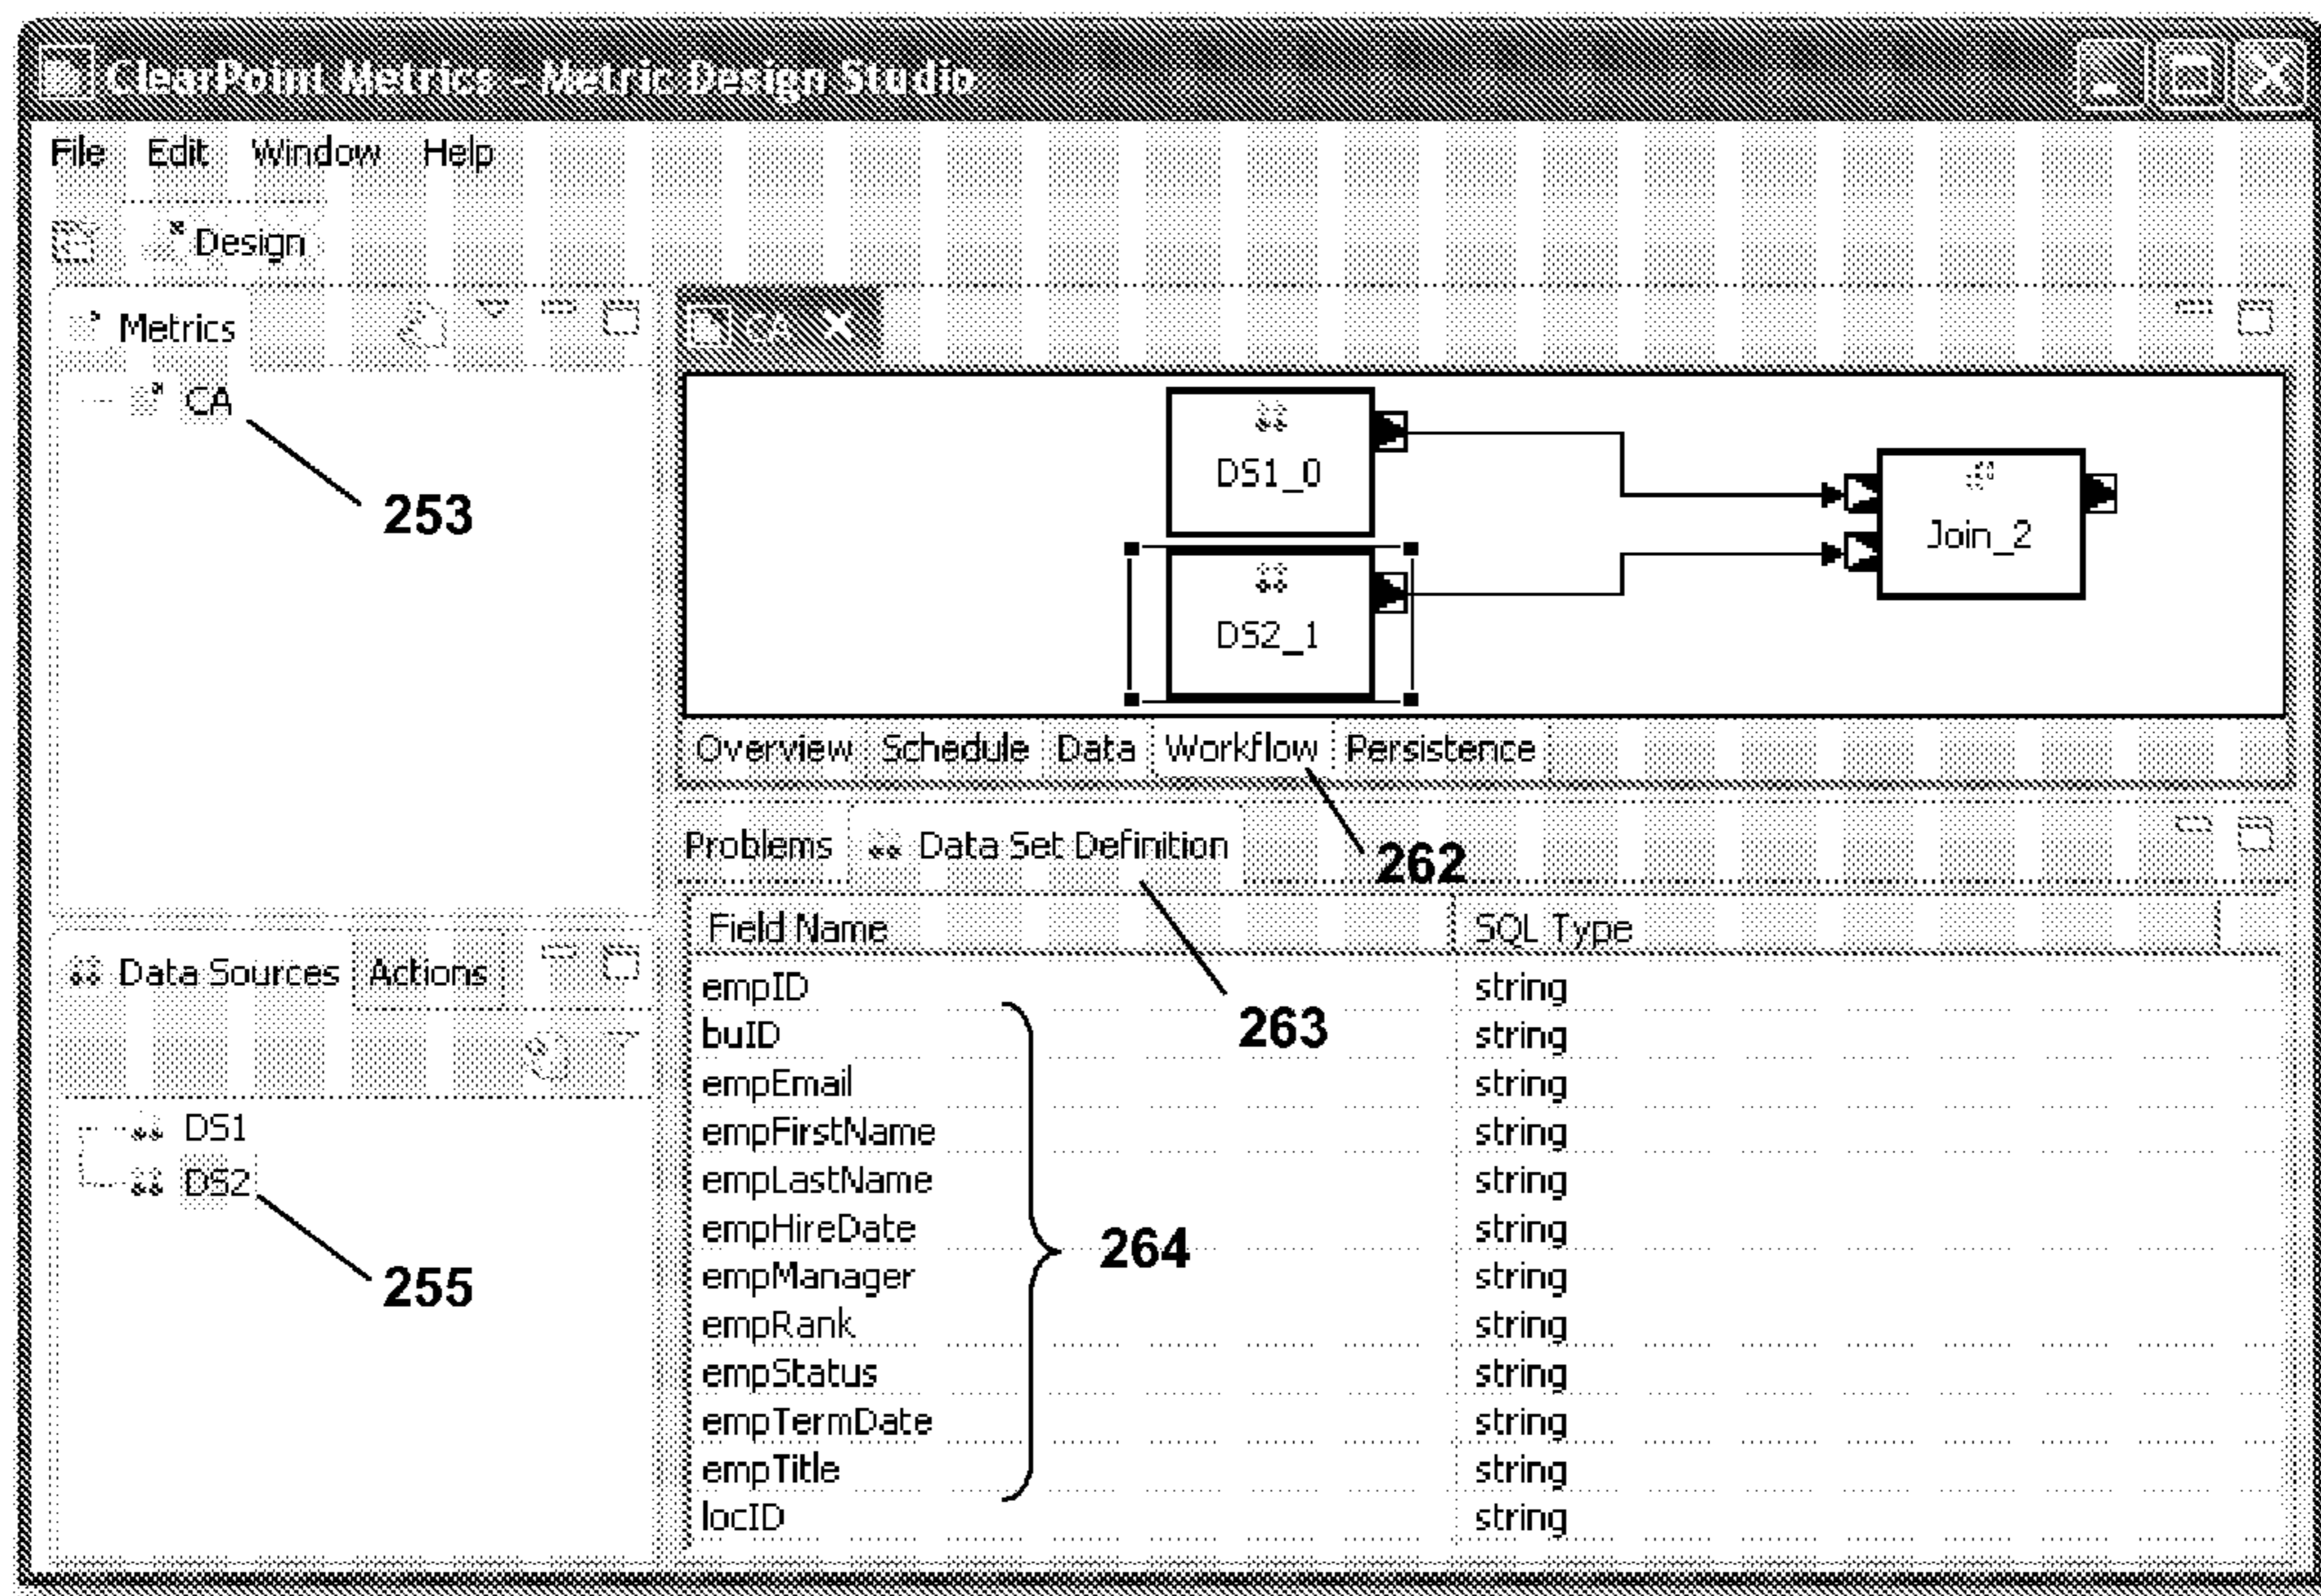 ClearPoint Metrics - Metric Design Studio
File Edit Window Help
Design
Metrics
CA
253
CA
DS1_0
DS2_1
Join_2
Overview Schedule Data Workflow Persistence
262
Problems Data Set Definition
263
Data Sources Actions
DS1
DS2
255
Field Name SQL Type
empID string
buID string
empEmail string
empFirstName string
empLastName string
empHireDate string
264
empManager string
empRank string
empStatus string
empTermDate string
empTitle string
locID string